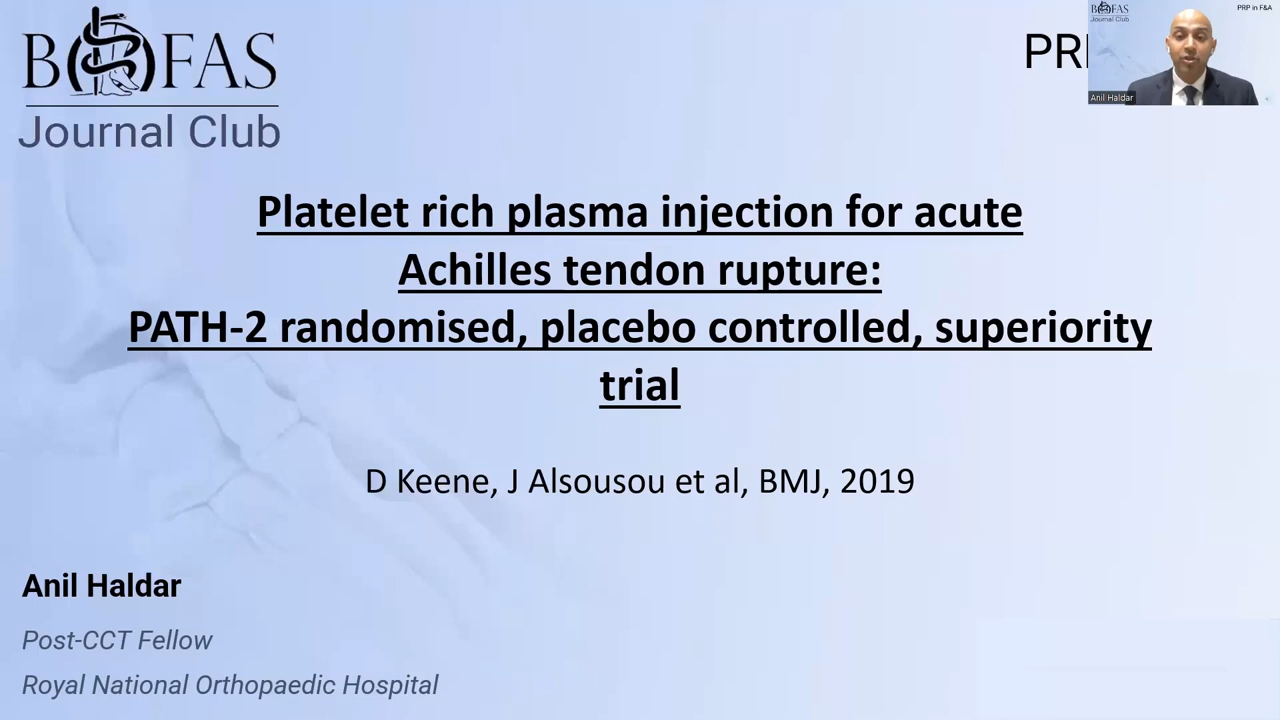 BOFAS
Journal Club
PRP
BOFAS
Journal Club
PRP in F&A
Anil Haldar
Platelet rich plasma injection for acute
Achilles tendon rupture:
PATH-2 randomised, placebo controlled, superiority
trial
D Keene, J Alsousou et al, BMJ, 2019
Anil Haldar
Post-CCT Fellow
Royal National Orthopaedic Hospital